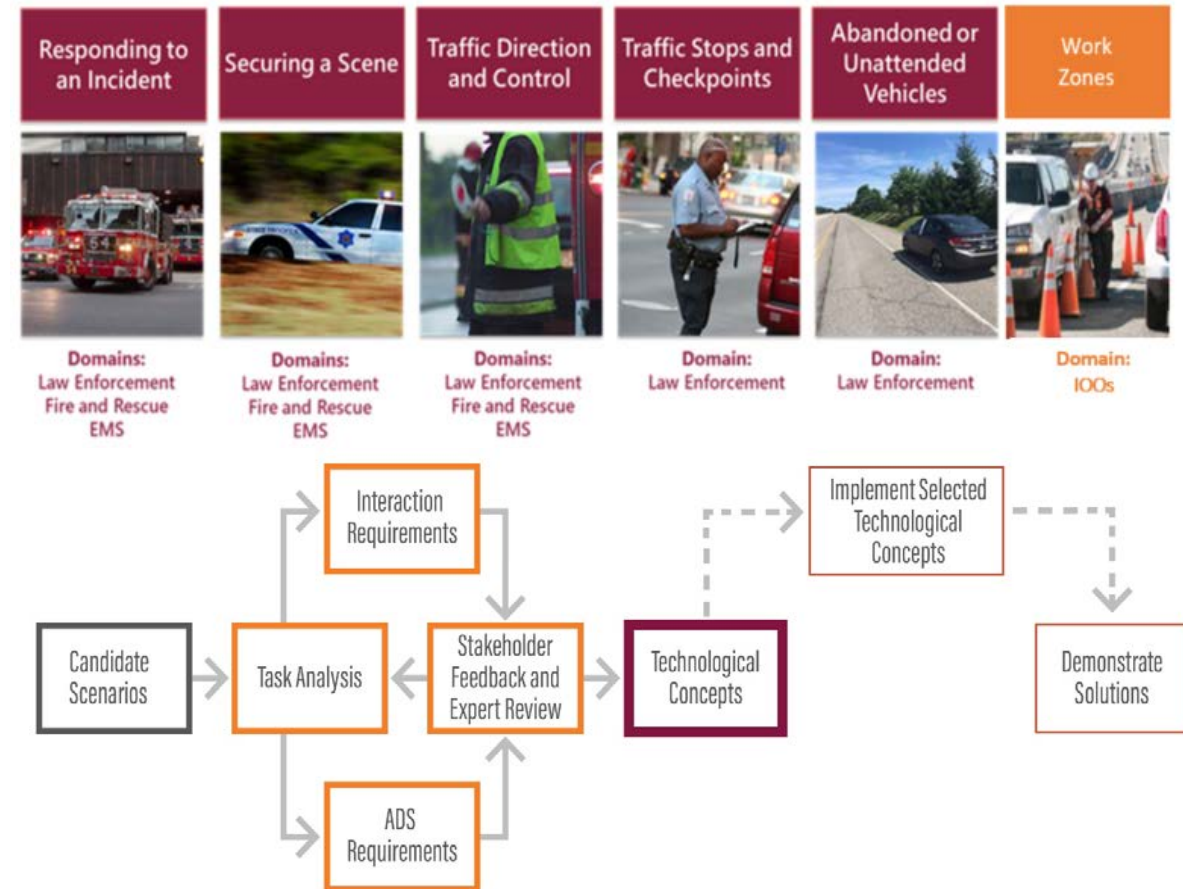 Responding to
an Incident
Securing a Scene
Traffic Direction
and Control
Traffic Stops and
Checkpoints
Abandoned or
Unattended
Vehicles
Work
Zones
64
STATE TROOPER
Domains:
Law Enforcement
Fire and Rescue
EMS
Domains:
Law Enforcement
Fire and Rescue
EMS
Domains:
Law Enforcement
Fire and Rescue
EMS
Domain:
Law Enforcement
Domain:
Law Enforcement
Domain:
IOOs
Interaction
Requirements
Implement Selected
Technological
Concepts
Candidate
Scenarios
Task Analysis
Stakeholder
Feedback and
Expert Review
Technological
Concepts
Demonstrate
Solutions
ADS
Requirements